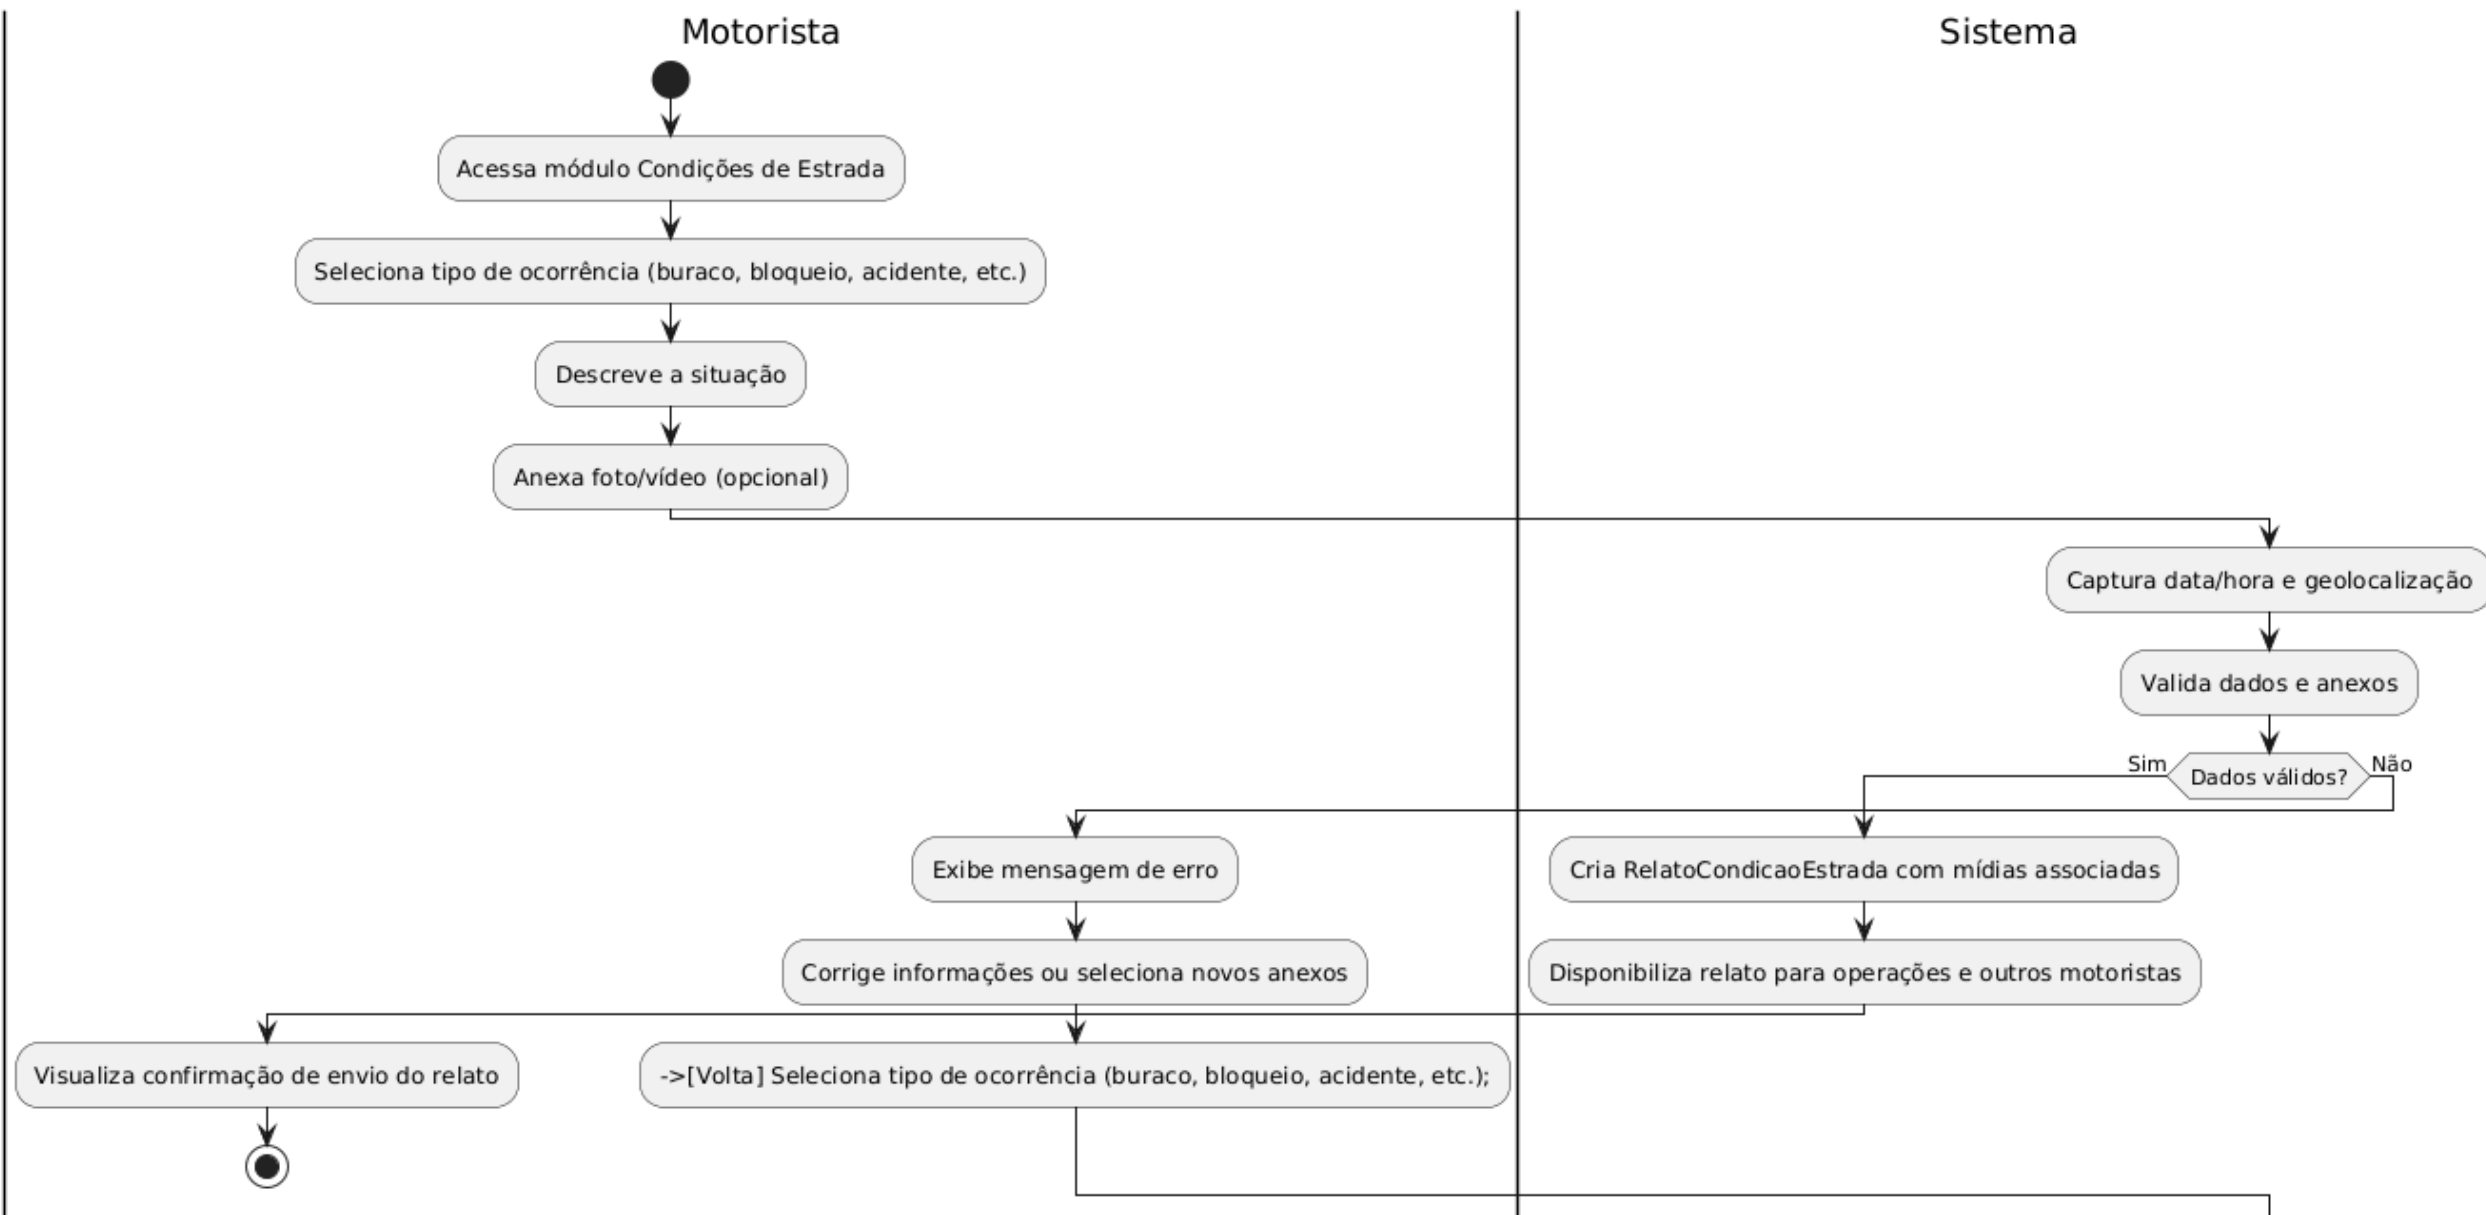 Motorista
Sistema
Acessa módulo Condições de Estrada
Seleciona tipo de ocorrência (buraco, bloqueio, acidente, etc.)
Descreve a situação
Anexa foto/vídeo (opcional)
Captura data/hora e geolocalização
Valida dados e anexos
Sim
Dados válidos?
Não
Exibe mensagem de erro
Cria RelatoCondicaoEstrada com mídias associadas
Corrige informações ou seleciona novos anexos
Disponibiliza relato para operações e outros motoristas
Visualiza confirmação de envio do relato
->[Volta] Seleciona tipo de ocorrência (buraco, bloqueio, acidente, etc.);